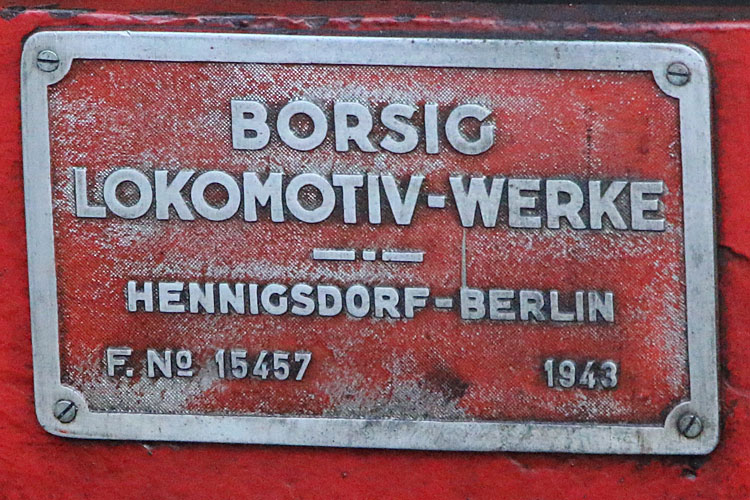 BORSIG
LOKOMOTIV-WERKE
HENNIGSDORF-BERLIN
F. Nº 15457 1943